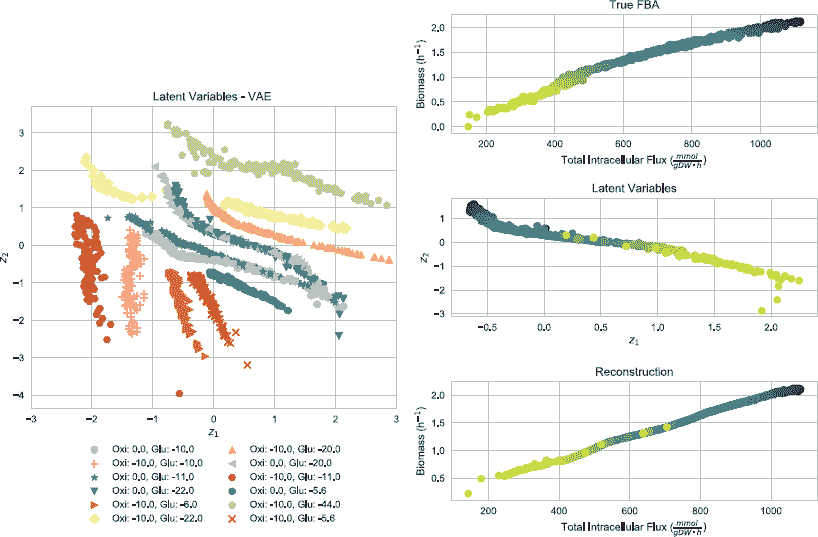 Latent Variables - VAE
3
2
1
0
−1
−2
−3
−4
z2
−3
−2
−1
0
1
2
3
z1
Oxi: 0.0, Glu: -10.0
Oxi: -10.0, Glu: -10.0
Oxi: 0.0, Glu: -11.0
Oxi: 0.0, Glu: -22.0
Oxi: -10.0, Glu: -6.0
Oxi: -10.0, Glu: -22.0
Oxi: -10.0, Glu: -20.0
Oxi: 0.0, Glu: -20.0
Oxi: -10.0, Glu: -11.0
Oxi: 0.0, Glu: -5.6
Oxi: -10.0, Glu: -44.0
Oxi: -10.0, Glu: -5.6
True FBA
Biomass (h⁻¹)
2.0
1.5
1.0
0.5
0.0
200
400
600
800
1000
Total Intracellular Flux (mmol/gDW·h)
Latent Variables
z2
1
0
−1
−2
−3
−0.5
0.0
0.5
1.0
1.5
2.0
z1
Reconstruction
Biomass (h⁻¹)
2.0
1.5
1.0
0.5
200
400
600
800
1000
Total Intracellular Flux (mmol/gDW·h)